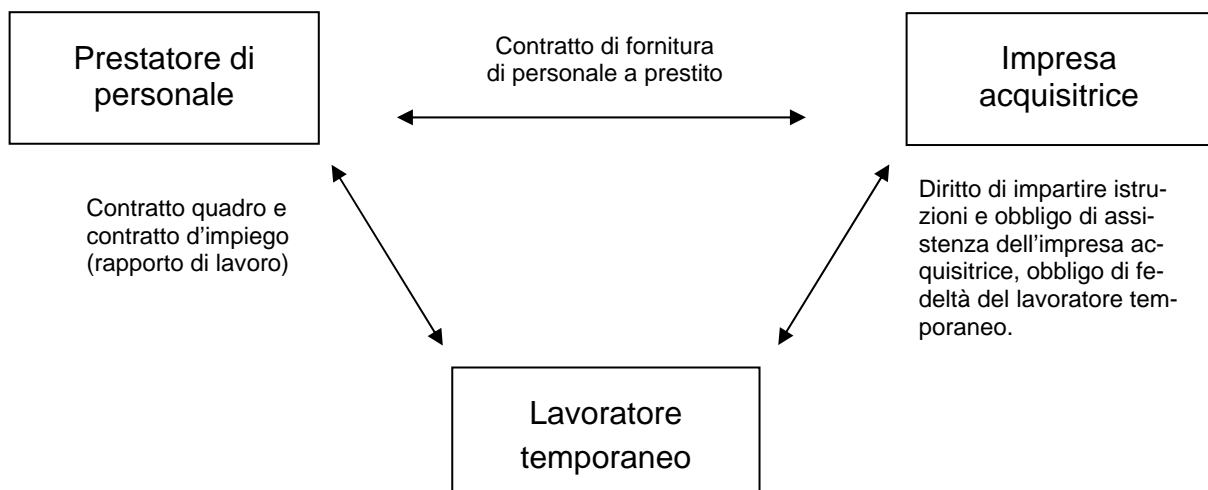 Prestatore di
personale
Contratto di fornitura
di personale a prestito
Impresa
acquisitrice
Contratto quadro e
contratto d'impiego
(rapporto di lavoro)
Diritto di impartire istru-
zioni e obbligo di assi-
stenza dell'impresa ac-
quisitrice, obbligo di fe-
deltà del lavoratore tem-
poraneo.
Lavoratore
temporaneo